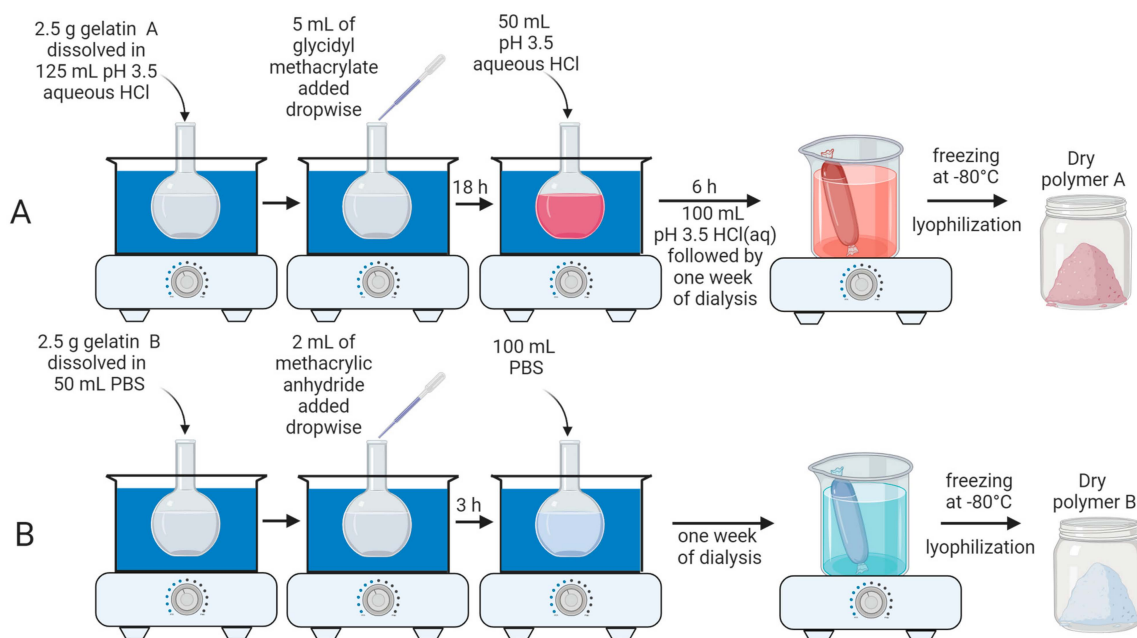 2.5 g gelatin A
dissolved in
125 mL pH 3.5
aqueous HCl
5 mL of
glycidyl
methacrylate
added
dropwise
50 mL
pH 3.5
aqueous HCl
A
18 h
6 h
100 mL
pH 3.5 HCl(aq)
followed by
one week
of dialysis
freezing
at -80°C
lyophilization
Dry
polymer A
2.5 g gelatin B
dissolved in
50 mL PBS
2 mL of
methacrylic
anhydride
added
dropwise
100 mL
PBS
B
3 h
one week
of dialysis
freezing
at -80°C
lyophilization
Dry
polymer B